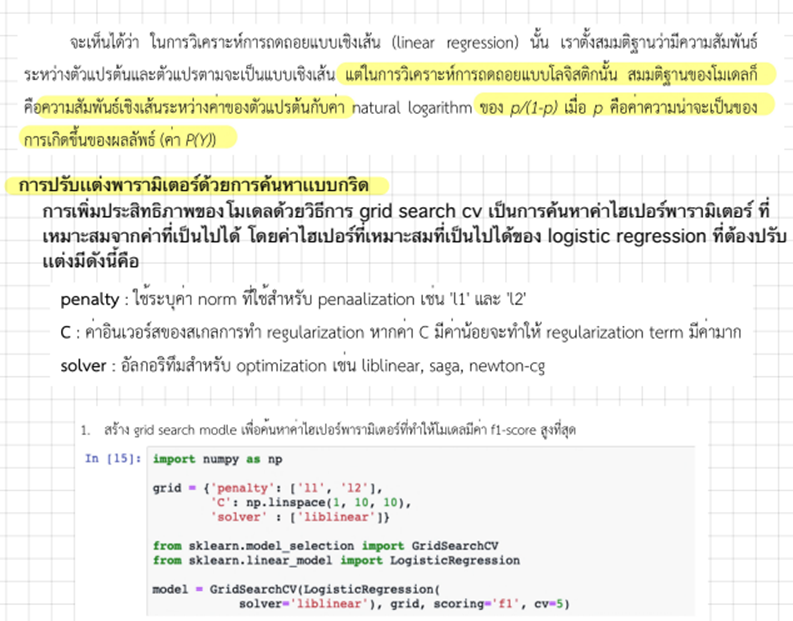 จะเห็นได้ว่า ในการวิเคราะห์การถดถอยแบบเชิงเส้น (linear regression) นั้น เราตั้งสมมติฐานว่ามีความสัมพันธ์
ระหว่างตัวแปรต้นและตัวแปรตามจะเป็นแบบเชิงเส้น แต่ในการวิเคราะห์การถดถอยแบบโลจิสติกนั้น สมมติฐานของโมเดลก็
คือความสัมพันธ์เชิงเส้นระหว่างค่าของตัวแปรต้นกับค่า natural logarithm ของ p/(1-p) เมื่อ p คือค่าความน่าจะเป็นของ
การเกิดขึ้นของผลลัพธ์ (ค่า P(Y))
การปรับแต่งพารามิเตอร์ด้วยการค้นหาแบบกริด
การเพิ่มประสิทธิภาพของโมเดลด้วยวิธีการ grid search cv เป็นการค้นหาค่าไฮเปอร์พารามิเตอร์ ที่
เหมาะสมจากค่าที่เป็นไปได้ โดยค่าไฮเปอร์ที่เหมาะสมที่เป็นไปได้ของ logistic regression ที่ต้องปรับ
แต่งมีดังนี้คือ
penalty : ใช้ระบุค่า norm ที่ใช้สำหรับ penaalization เช่น 'l1' และ 'l2'
C : ค่าอินเวอร์สของสเกลการทำ regularization หากค่า C มีค่าน้อยจะทำให้ regularization term มีค่ามาก
solver : อัลกอริทึมสำหรับ optimization เช่น liblinear, saga, newton-cg
1. สร้าง grid search modle เพื่อค้นหาค่าไฮเปอร์พารามิเตอร์ที่ทำให้โมเดลมีค่า f1-score สูงที่สุด
In [15]: import numpy as np
grid = {'penalty': ['l1', 'l2'],
'C': np.linspace(1, 10, 10),
'solver' : ['liblinear']}
from sklearn.model_selection import GridSearchCV
from sklearn.linear_model import LogisticRegression
model = GridSearchCV(LogisticRegression(
solver='liblinear'), grid, scoring='f1', cv=5)